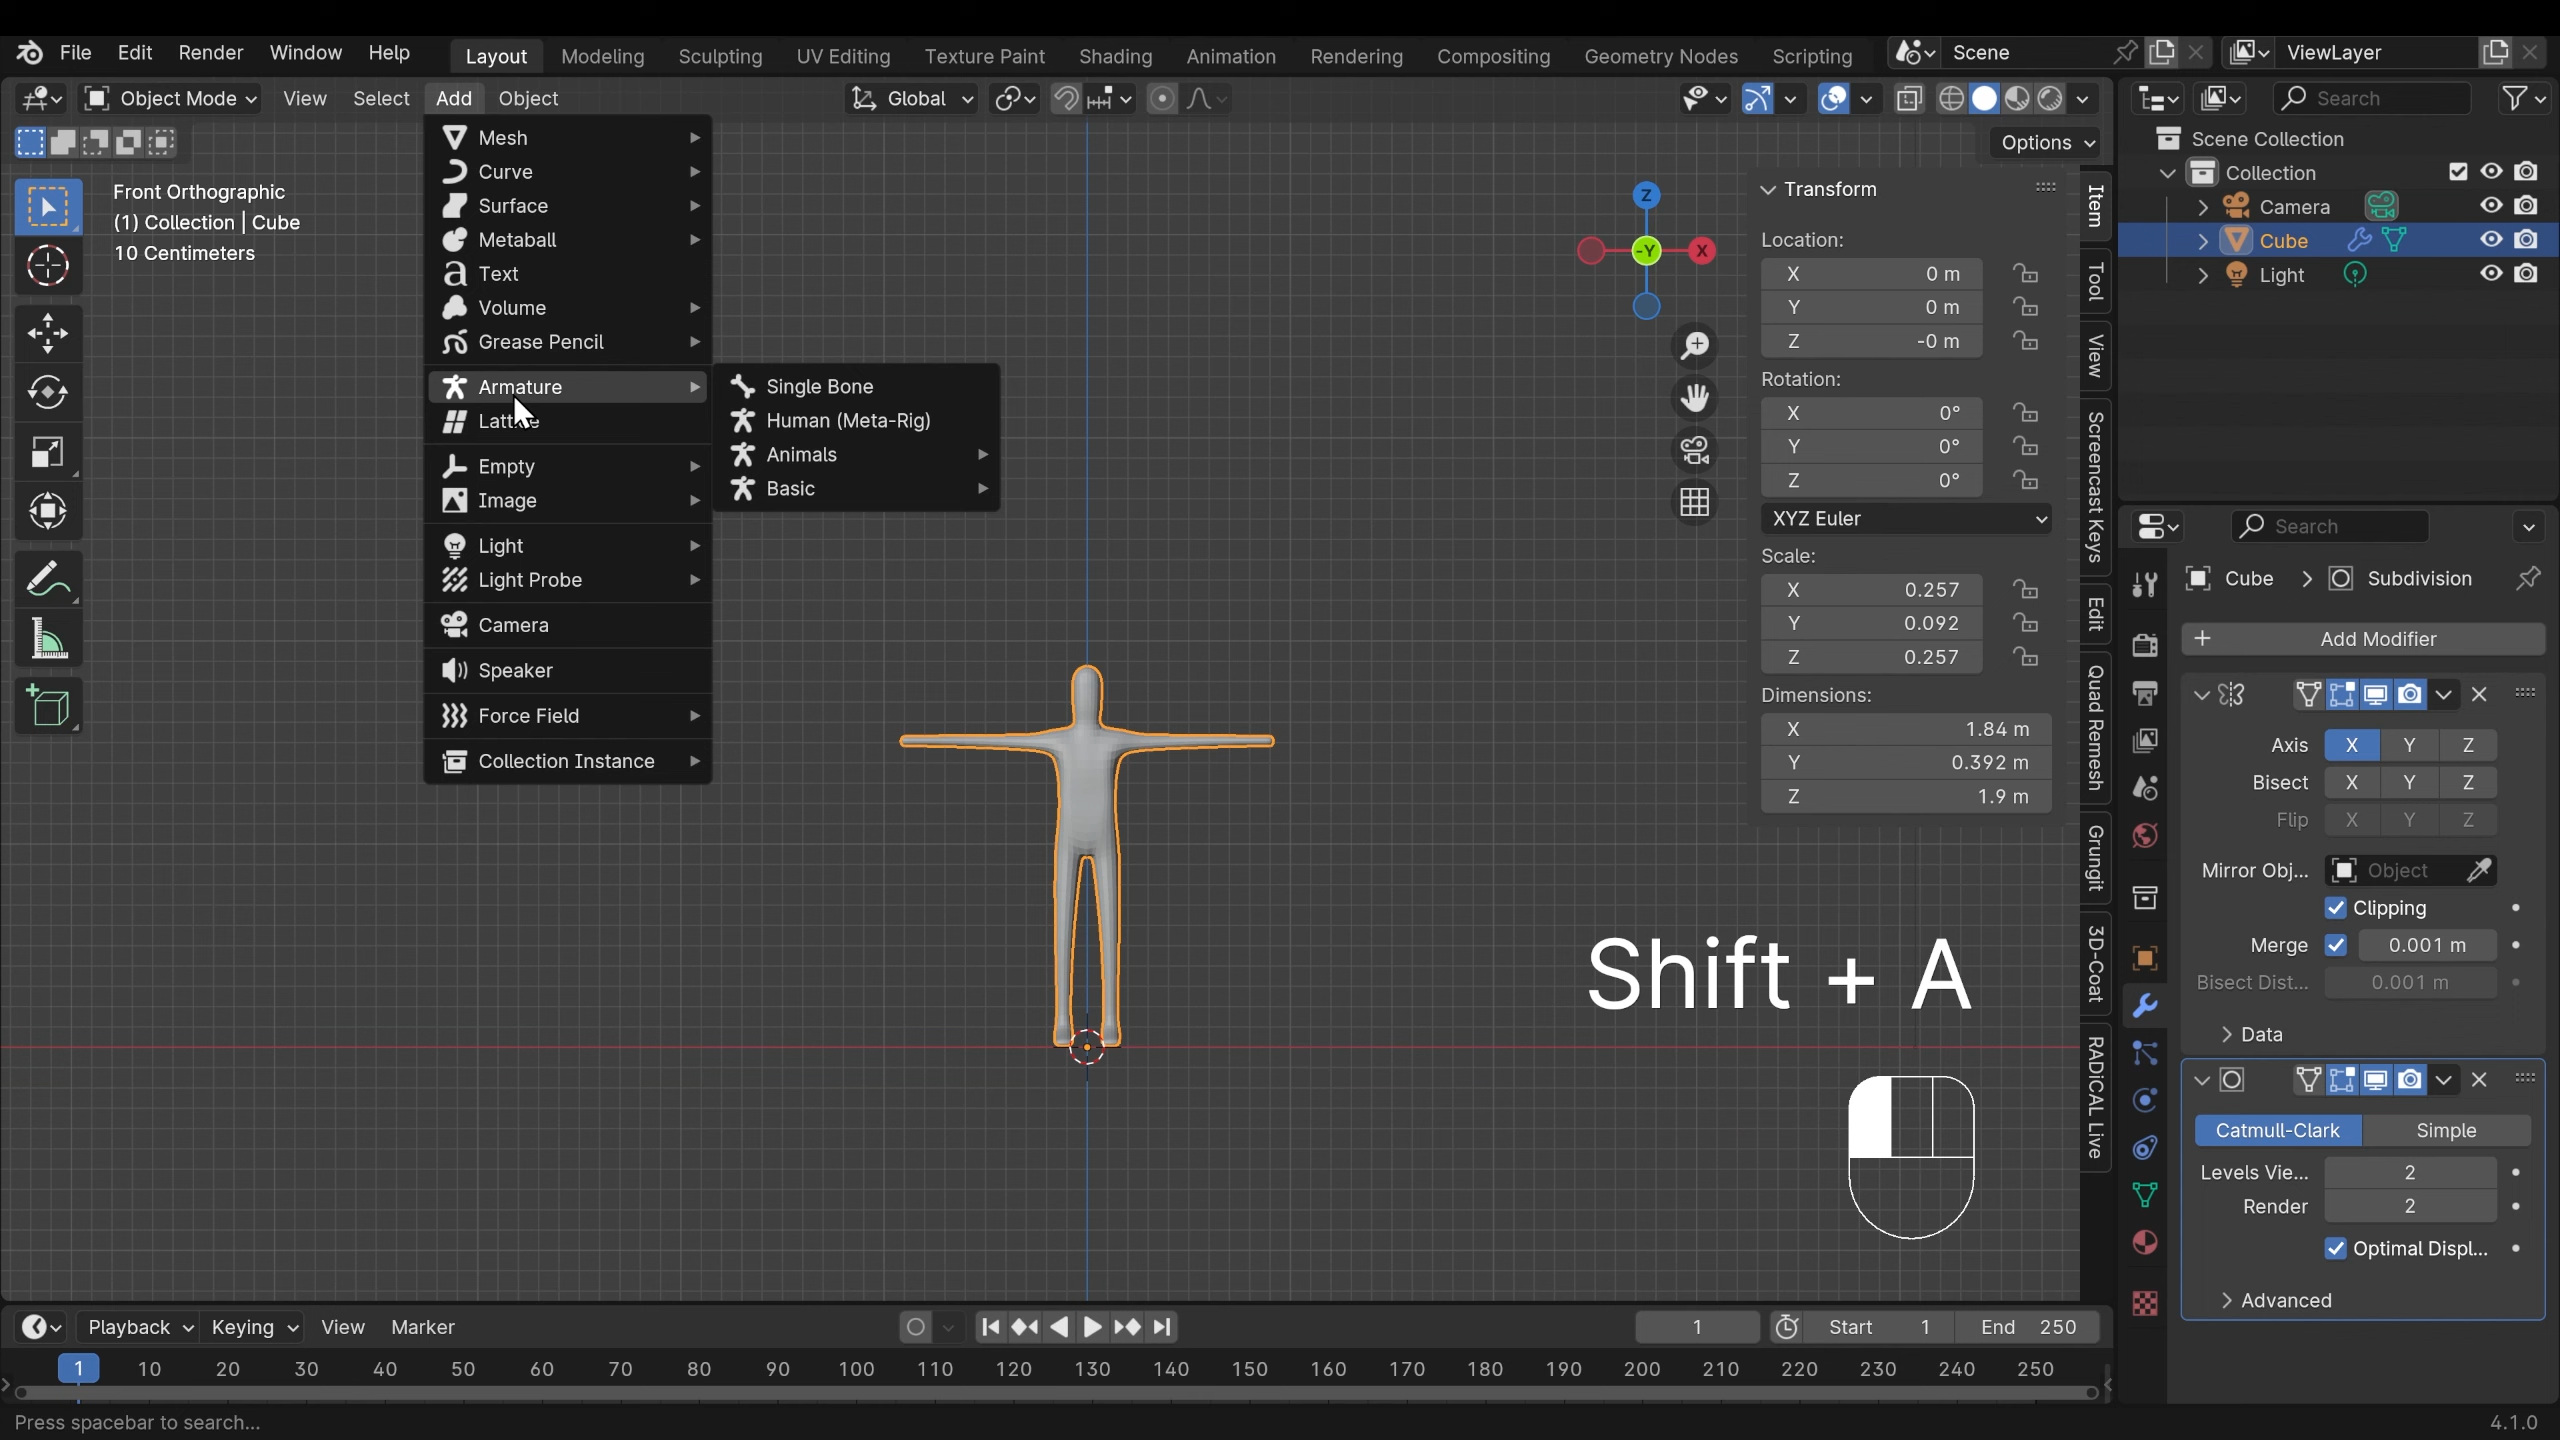 File Edit Render Window Help Layout Modeling Sculpting UV Editing Texture Paint Shading Animation Rendering Compositing Geometry Nodes Scripting Scene ViewLayer
Object Mode View Select Add Object Global Search
Options
Front Orthographic
(1) Collection | Cube
10 Centimeters
Mesh
Curve
Surface
Metaball
Text
Volume
Grease Pencil
Armature
Lattice
Empty
Image
Light
Light Probe
Camera
Speaker
Force Field
Collection Instance
Single Bone
Human (Meta-Rig)
Animals
Basic
Z
-Y X
Transform
Location:
X 0 m
Y 0 m
Z -0 m
Rotation:
X 0°
Y 0°
Z 0°
XYZ Euler
Scale:
X 0.257
Y 0.092
Z 0.257
Dimensions:
X 1.84 m
Y 0.392 m
Z 1.9 m
Item
Tool
View
Screencast Keys
Edit
Quad Remesh
Grungit
3D-Coat
RADiCAL Live
Shift + A
Scene Collection
Collection
Camera
Cube
Light
Search
Cube Subdivision
+ Add Modifier
Axis X Y Z
Bisect X Y Z
Flip X Y Z
Mirror Obj... Object
Clipping
Merge 0.001 m
Bisect Dist... 0.001 m
Data
Catmull-Clark Simple
Levels Vie... 2
Render 2
Optimal Displ...
Advanced
Playback Keying View Marker 1 Start 1 End 250
1 10 20 30 40 50 60 70 80 90 100 110 120 130 140 150 160 170 180 190 200 210 220 230 240 250
Press spacebar to search... 4.1.0